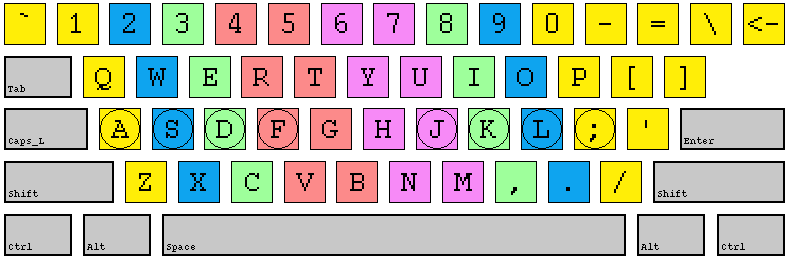 ` 1 2 3 4 5 6 7 8 9 0 - = \ <-
Tab Q W E R T Y U I O P [ ]
Caps_L A S D F G H J K L ; ' Enter
Shift Z X C V B N M , . / Shift
Ctrl Alt Space Alt Ctrl